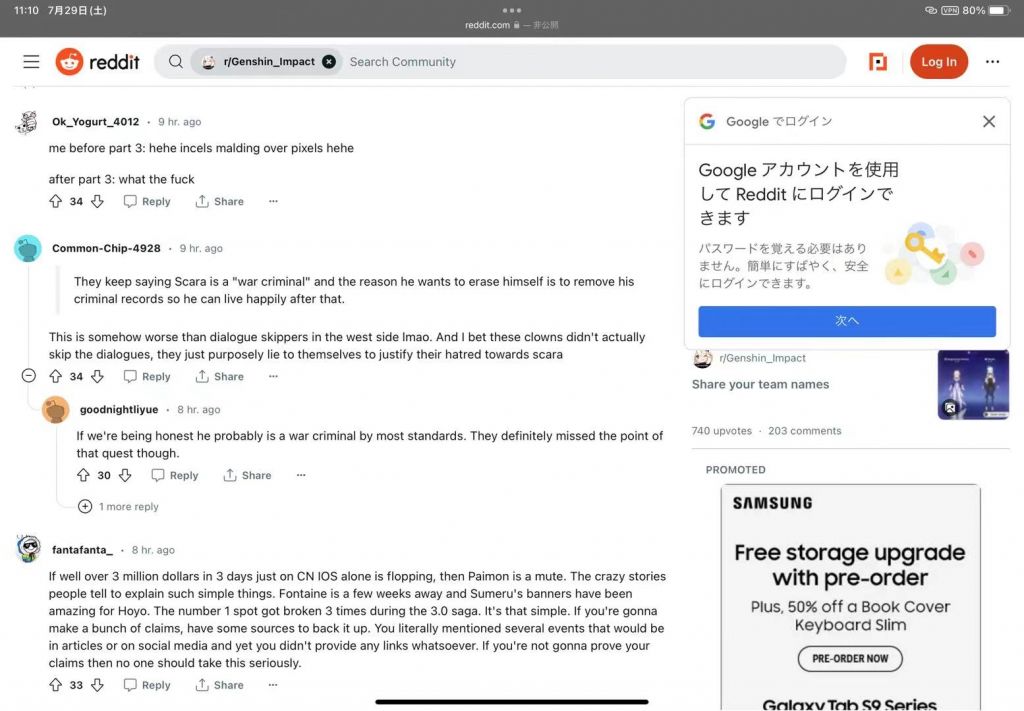 11:10 7月29日(土)
VPN 80%
reddit.com — 非公開
reddit
r/Genshin_Impact
Search Community
Log In
Ok_Yogurt_4012 · 9 hr. ago
me before part 3: hehe incels malding over pixels hehe
after part 3: what the fuck
34 Reply Share
Common-Chip-4928 · 9 hr. ago
They keep saying Scara is a "war criminal" and the reason he wants to erase himself is to remove his
criminal records so he can live happily after that.
This is somehow worse than dialogue skippers in the west side lmao. And I bet these clowns didn't actually
skip the dialogues, they just purposely lie to themselves to justify their hatred towards scara
34 Reply Share
goodnightliyue · 8 hr. ago
If we're being honest he probably is a war criminal by most standards. They definitely missed the point of
that quest though.
30 Reply Share
1 more reply
fantafanta_ · 8 hr. ago
If well over 3 million dollars in 3 days just on CN IOS alone is flopping, then Paimon is a mute. The crazy stories
people tell to explain such simple things. Fontaine is a few weeks away and Sumeru's banners have been
amazing for Hoyo. The number 1 spot got broken 3 times during the 3.0 saga. It's that simple. If you're gonna
make a bunch of claims, have some sources to back it up. You literally mentioned several events that would be
in articles or on social media and yet you didn't provide any links whatsoever. If you're not gonna prove your
claims then no one should take this seriously.
33 Reply Share
Google でログイン
Google アカウントを使用
して Reddit にログインで
きます
パスワードを覚える必要はあり
ません。簡単にすばやく、安全
にログインできます。
次へ
r/Genshin_Impact
Share your team names
740 upvotes · 203 comments
PROMOTED
SAMSUNG
Free storage upgrade
with pre-order
Plus, 50% off a Book Cover
Keyboard Slim
PRE-ORDER NOW
Galaxy Tab S9 Series